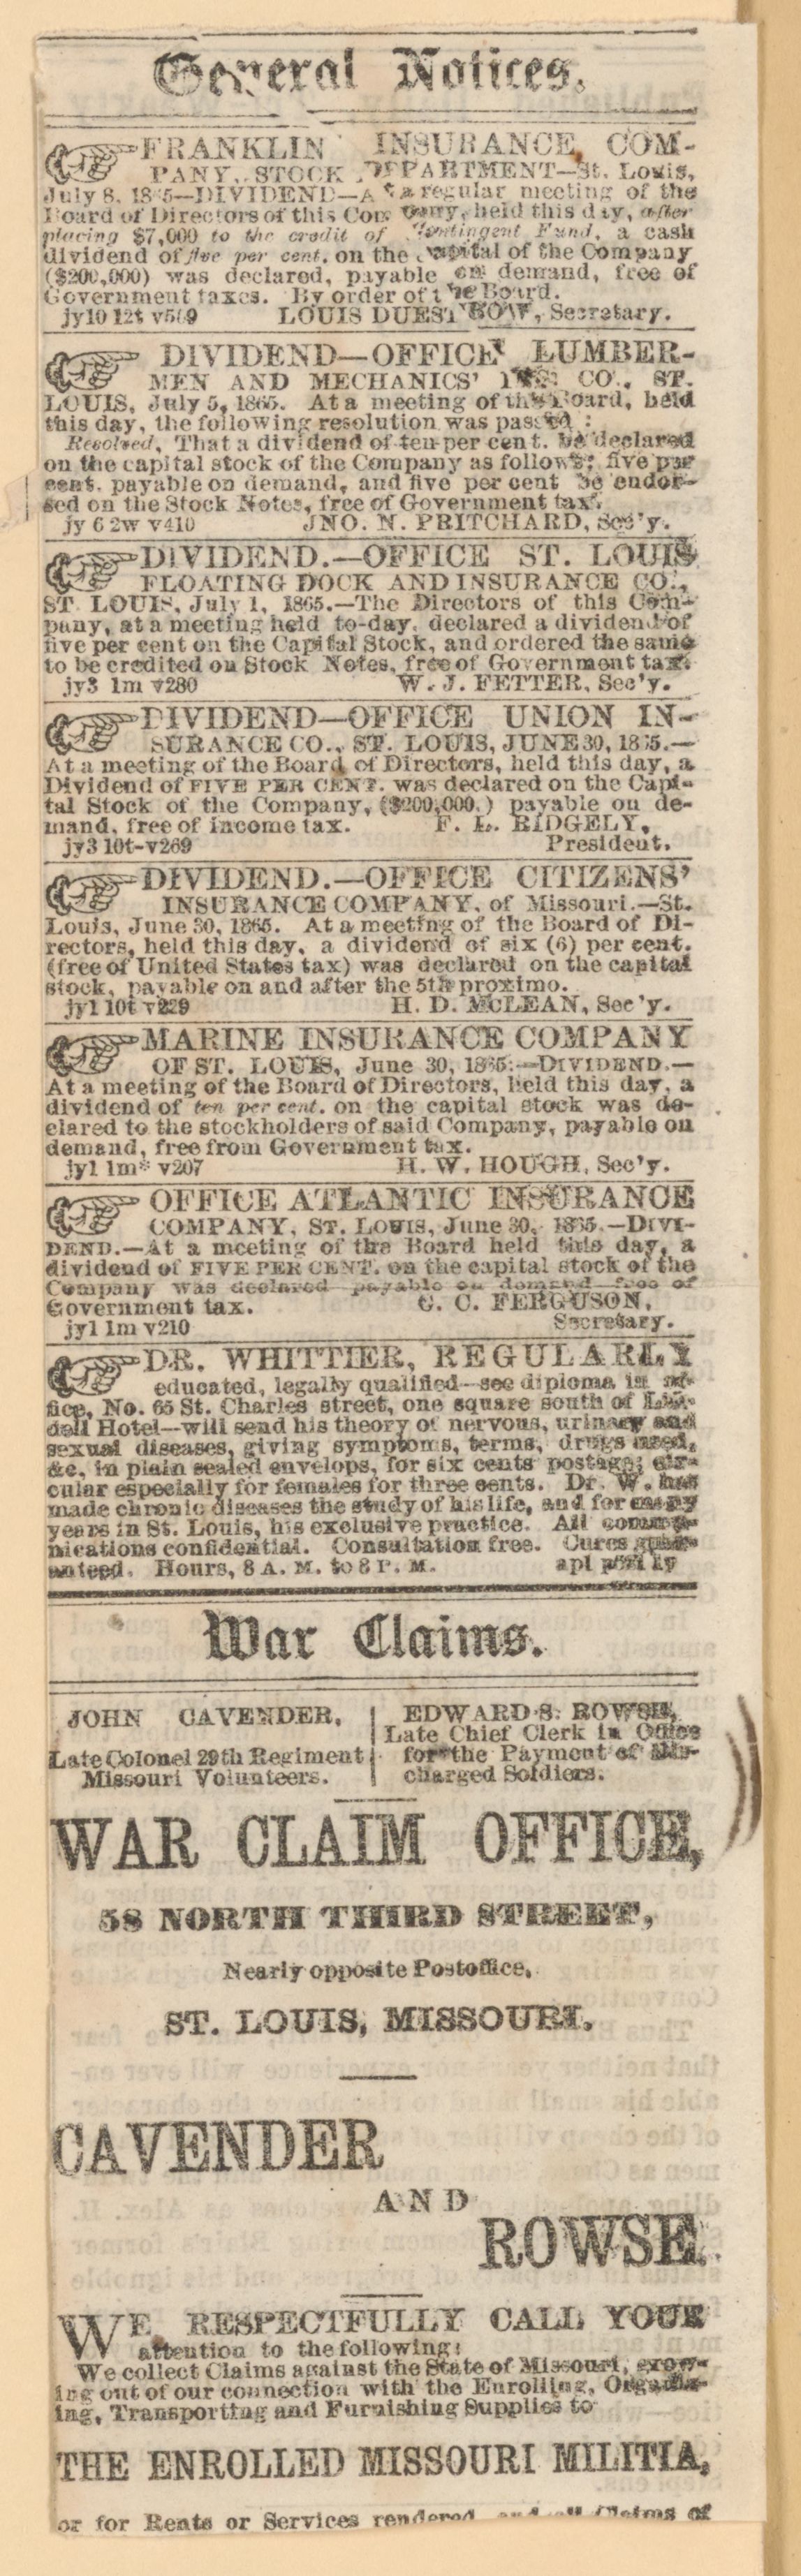 General Notices.
FRANKLIN INSURANCE COM-
PANY, STOCK DEPARTMENT—St. Louis,
July 8, 1865—DIVIDEND—At a regular meeting of the
Board of Directors of this Company, held this day, after
placing $7,000 to the credit of Contingent Fund, a cash
dividend of five per cent. on the capital of the Company
($200,000) was declared, payable on demand, free of
Government taxes. By order of the Board.
jy10 12t v569 LOUIS DUESTROW, Secretary.
DIVIDEND—OFFICE LUMBER-
MEN AND MECHANICS' INS. CO., ST.
LOUIS, July 5, 1865. At a meeting of the Board, held
this day, the following resolution was passed:
Resolved, That a dividend of ten per cent. be declared
on the capital stock of the Company as follows: five per
cent. payable on demand, and five per cent be endor-
sed on the Stock Notes, free of Government tax.
jy 6 2w v410 JNO. N. PRITCHARD, Sec'y.
DIVIDEND.—OFFICE ST. LOUIS
FLOATING DOCK AND INSURANCE CO.,
ST. LOUIS, July 1, 1865.—The Directors of this Com-
pany, at a meeting held to-day, declared a dividend of
five per cent on the Capital Stock, and ordered the same
to be credited on Stock Notes, free of Government tax.
jy3 1m v280 W. J. FETTER, Sec'y.
DIVIDEND—OFFICE UNION IN-
SURANCE CO., ST. LOUIS, JUNE 30, 1865.—
At a meeting of the Board of Directors, held this day, a
Dividend of FIVE PER CENT. was declared on the Capi-
tal Stock of the Company, ($200,000,) payable on de-
mand, free of income tax. F. L. RIDGELY,
jy3 10t-v269 President.
DIVIDEND.—OFFICE CITIZENS'
INSURANCE COMPANY, of Missouri.—St.
Louis, June 30, 1865. At a meeting of the Board of Di-
rectors, held this day, a dividend of six (6) per cent.
(free of United States tax) was declared on the capital
stock, payable on and after the 5th proximo.
jy1 10t v229 H. D. McLEAN, Sec'y.
MARINE INSURANCE COMPANY
OF ST. LOUIS, June 30, 1865.—DIVIDEND.—
At a meeting of the Board of Directors, held this day, a
dividend of ten per cent. on the capital stock was de-
clared to the stockholders of said Company, payable on
demand, free from Government tax.
jy1 1m* v207 H. W. HOUGH, Sec'y.
OFFICE ATLANTIC INSURANCE
COMPANY, ST. LOUIS, June 30, 1865.—DIVI-
DEND.—At a meeting of the Board held this day, a
dividend of FIVE PER CENT. on the capital stock of the
Company was declared payable on demand free of
Government tax. G. C. FERGUSON,
jy1 1m v210 Secretary.
DR. WHITTIER, REGULARLY
educated, legally qualified—see diploma in of-
fice, No. 65 St. Charles street, one square south of Lin-
dell Hotel—will send his theory of nervous, urinary and
sexual diseases, giving symptoms, terms, drugs used,
&c, in plain sealed envelops, for six cents postage; cir-
cular especially for females for three cents. Dr. W. has
made chronic diseases the study of his life, and for many
years in St. Louis, his exclusive practice. All commu-
nications confidential. Consultation free. Cures guar-
anteed. Hours, 8 A. M. to 8 P. M. ap1 ly
War Claims.
JOHN CAVENDER,
Late Colonel 29th Regiment
Missouri Volunteers.
EDWARD S. ROWSE,
Late Chief Clerk in Office
for the Payment of Dis-
charged Soldiers.
WAR CLAIM OFFICE,
58 NORTH THIRD STREET,
Nearly opposite Postoffice,
ST. LOUIS, MISSOURI.
CAVENDER
AND
ROWSE.
WE RESPECTFULLY CALL YOUR
attention to the following:
We collect Claims against the State of Missouri, grow-
ing out of our connection with the Enrolling, Organiz-
ing, Transporting and Furnishing Supplies to
THE ENROLLED MISSOURI MILITIA,
or for Rents or Services rendered, and all Claims of